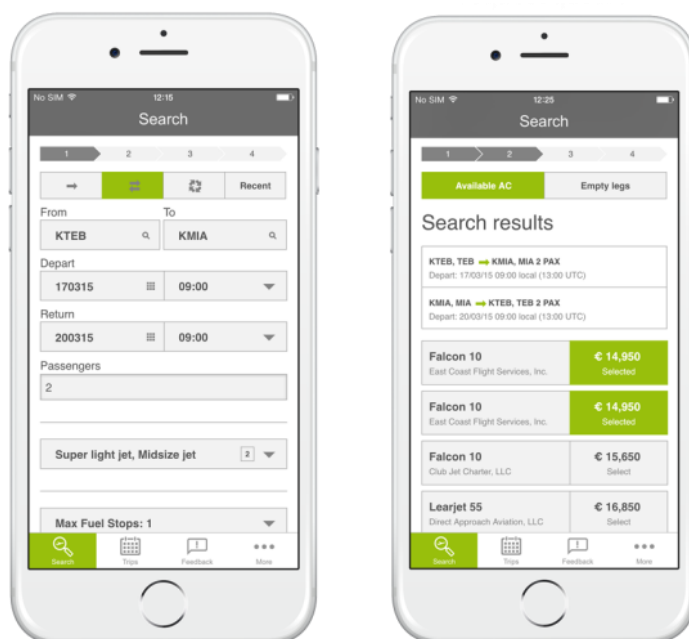 No SIM 12:15
Search
1 2 3 4
Recent
From To
KTEB KMIA
Depart
170315 09:00
Return
200315 09:00
Passengers
2
Super light jet, Midsize jet 2
Max Fuel Stops: 1
Search Trips Feedback More
No SIM 12:25
Search
1 2 3 4
Available AC Empty legs
Search results
KTEB, TEB KMIA, MIA 2 PAX
Depart: 17/03/15 09:00 local (13:00 UTC)
KMIA, MIA KTEB, TEB 2 PAX
Depart: 20/03/15 09:00 local (13:00 UTC)
Falcon 10 € 14,950
East Coast Flight Services, Inc. Selected
Falcon 10 € 14,950
East Coast Flight Services, Inc. Selected
Falcon 10 € 15,650
Club Jet Charter, LLC Select
Learjet 55 € 16,850
Direct Approach Aviation, LLC Select
Search Trips Feedback More